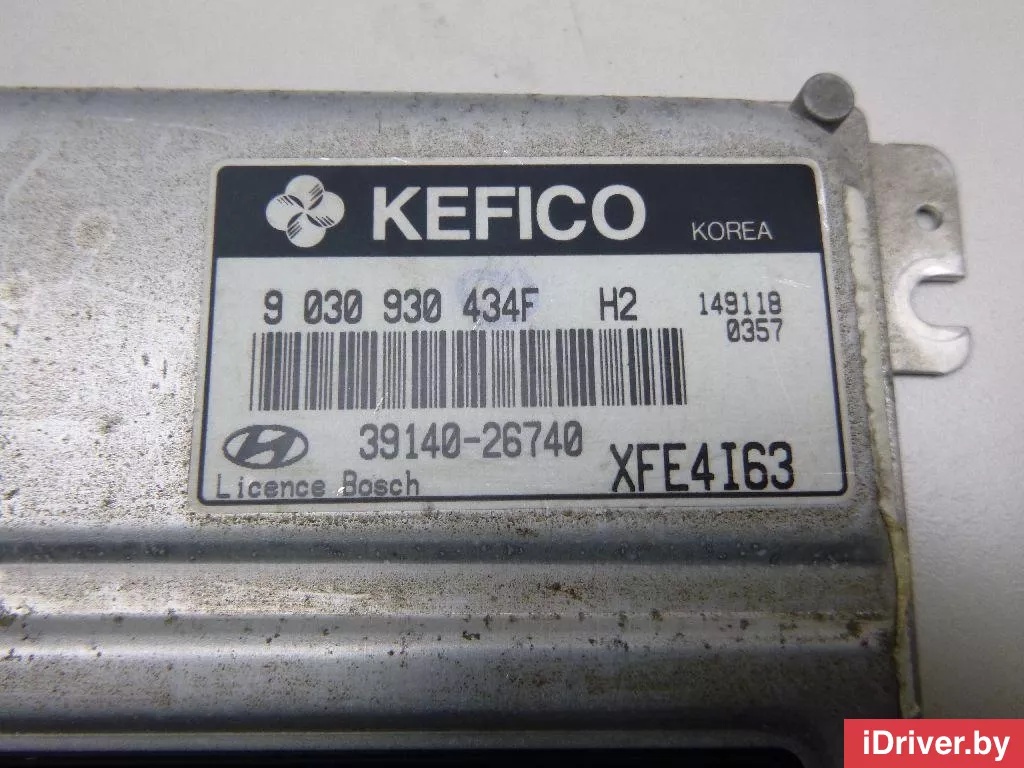 KEFICO KOREA
9 030 930 434F H2 149118
0357
39140-26740
XFE4I63
Licence Bosch
iDriver.by